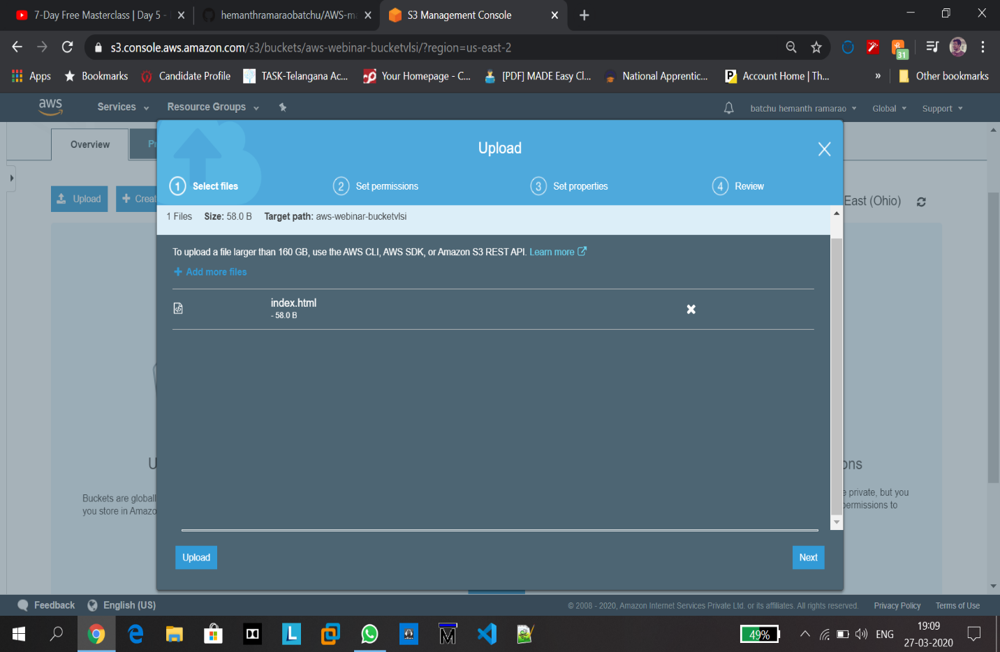 7-Day Free Masterclass | Day 5 -
hemanthramaraobatchu/AWS-ma
S3 Management Console
s3.console.aws.amazon.com/s3/buckets/aws-webinar-bucketvlsi/?region=us-east-2
31
Apps Bookmarks Candidate Profile TASK-Telangana Ac... Your Homepage - C... [PDF] MADE Easy Cl... National Apprentic... Account Home | Th... » Other bookmarks
aws Services Resource Groups batchu hemanth ramarao Global Support
Overview Pr
Upload
1 Select files 2 Set permissions 3 Set properties 4 Review
Upload + Creat East (Ohio)
1 Files Size: 58.0 B Target path: aws-webinar-bucketvlsi
To upload a file larger than 160 GB, use the AWS CLI, AWS SDK, or Amazon S3 REST API. Learn more
+ Add more files
index.html
- 58.0 B
U ons
Buckets are globall
you store in Amazo
e private, but you
permissions to
Upload Next
Feedback English (US) © 2008 - 2020, Amazon Internet Services Private Ltd. or its affiliates. All rights reserved. Privacy Policy Terms of Use
49% ENG 19:09
27-03-2020